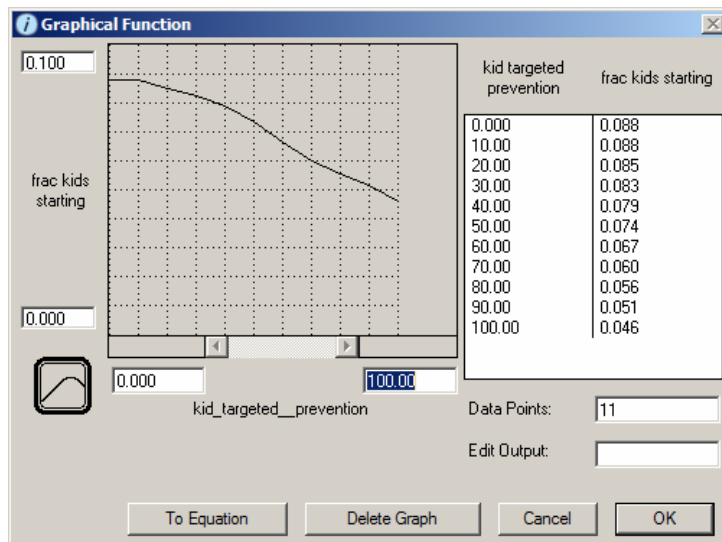 Graphical Function
0.100
frac kids
starting
0.000
0.000
100.00
kid_targeted__prevention
kid targeted
prevention
frac kids starting
0.000 0.088
10.00 0.088
20.00 0.085
30.00 0.083
40.00 0.079
50.00 0.074
60.00 0.067
70.00 0.060
80.00 0.056
90.00 0.051
100.00 0.046
Data Points: 11
Edit Output:
To Equation
Delete Graph
Cancel
OK